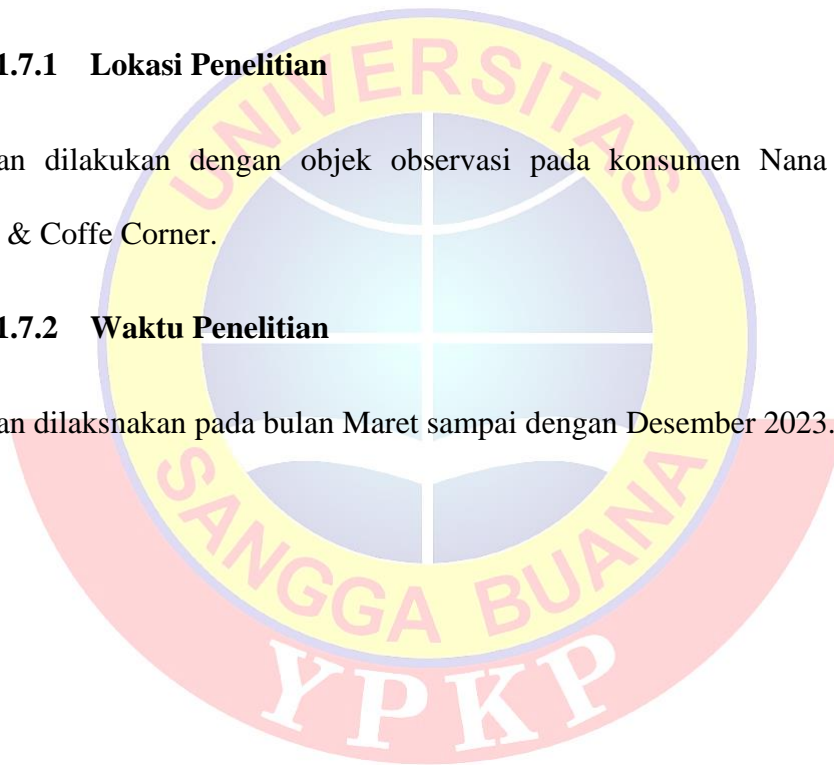 1.7.1 Lokasi Penelitian
an dilakukan dengan objek observasi pada konsumen Nana
& Coffe Corner.
1.7.2 Waktu Penelitian
an dilaksnakan pada bulan Maret sampai dengan Desember 2023.
UNIVERSITAS
SANGGA BUANA
YPKP